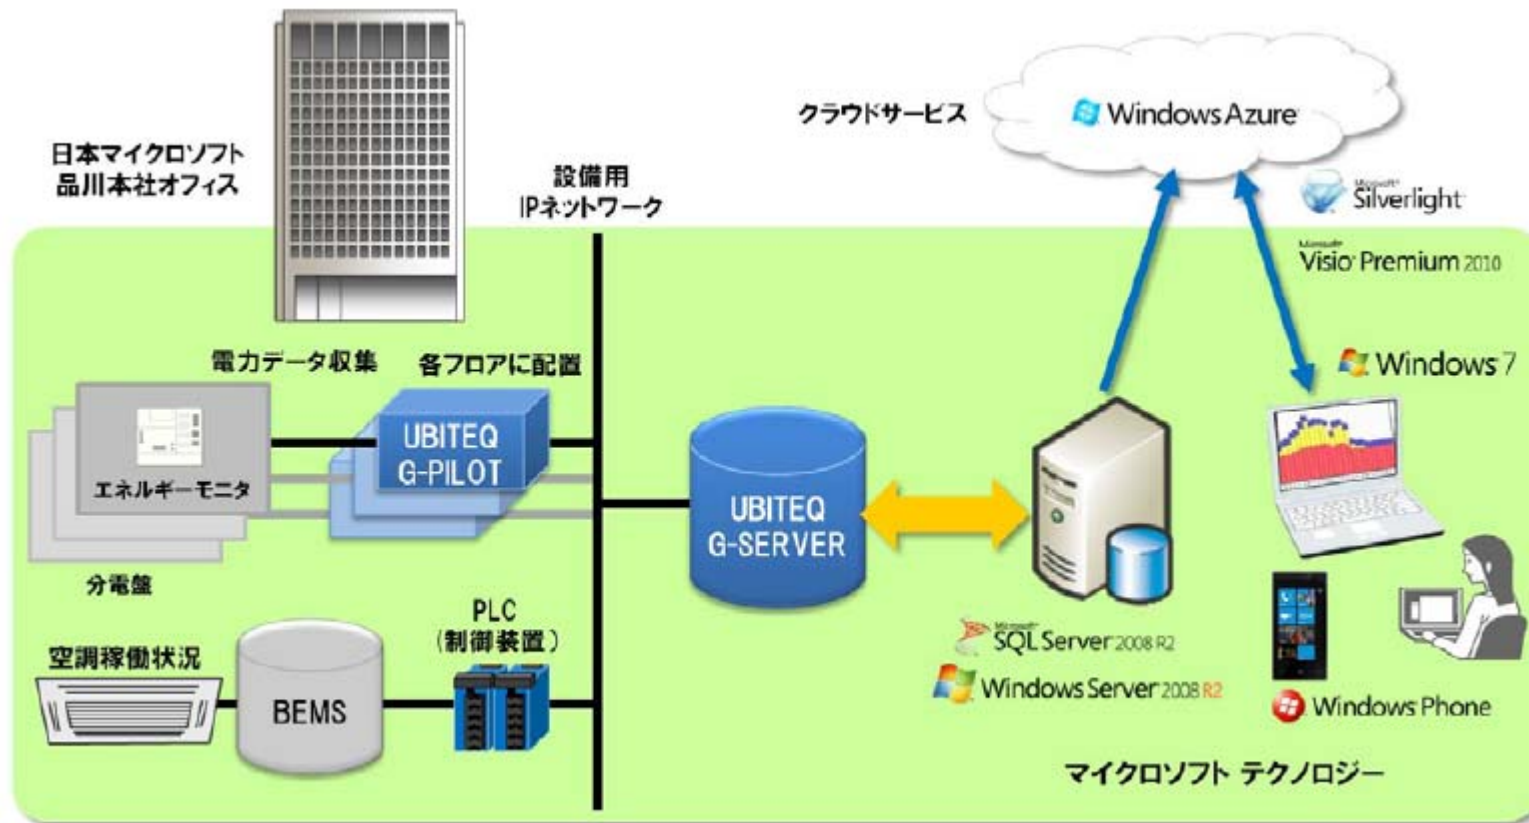 日本マイクロソフト
品川本社オフィス
設備用
IPネットワーク
クラウドサービス
Windows Azure
Microsoft
Silverlight
Microsoft
Visio Premium 2010
電力データ収集
各フロアに配置
Windows 7
UBITEQ
G-PILOT
エネルギーモニタ
分電盤
UBITEQ
G-SERVER
PLC
(制御装置)
空調稼働状況
BEMS
Microsoft
SQL Server 2008 R2
Windows Server 2008 R2
Windows Phone
マイクロソフト テクノロジー